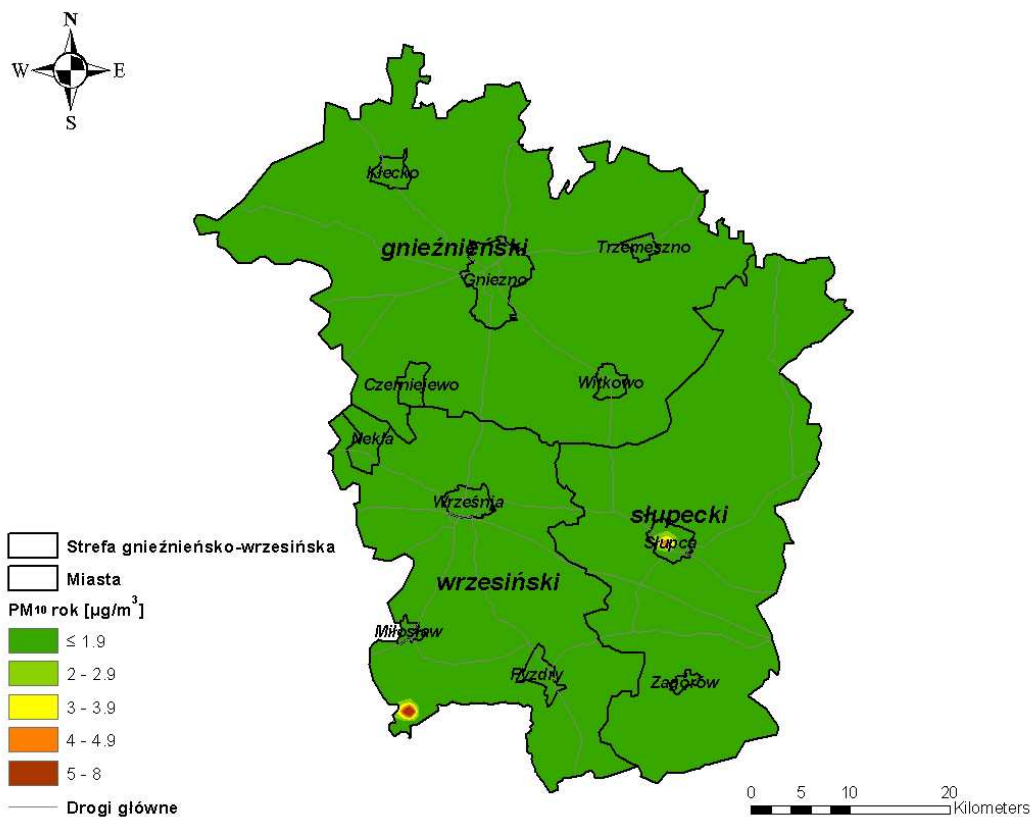 N
W E
S
Kłecko
gnieźnieński
Trzemeszno
Gniezno
Czerniejewo
Witkowo
Nekla
Września
słupecki
Słupca
Strefa gnieźnieńsko-wrzesińska
Miasta
wrzesiński
PM10 rok [µg/m³]
≤ 1.9
Miłosław
2 - 2.9
Pyzdry
Zagórów
3 - 3.9
4 - 4.9
5 - 8
Drogi główne
0 5 10 20
Kilometers